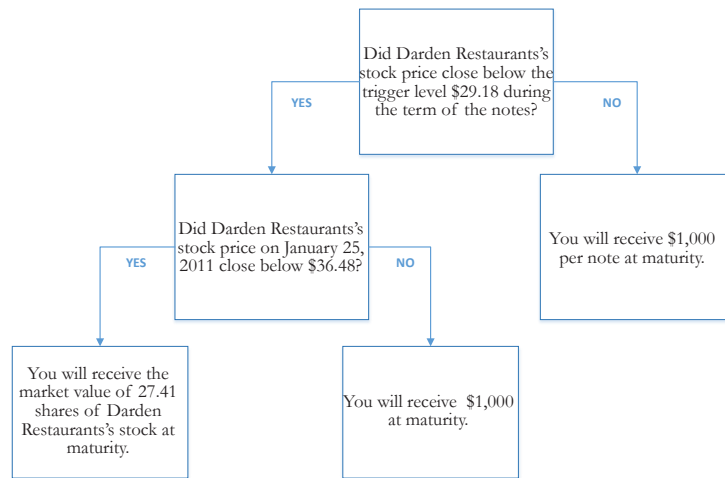 Did Darden Restaurants's
stock price close below the
trigger level $29.18 during
the term of the notes?
YES
NO
Did Darden Restaurants's
stock price on January 25,
2011 close below $36.48?
You will receive $1,000
per note at maturity.
YES
NO
You will receive the
market value of 27.41
shares of Darden
Restaurants's stock at
maturity.
You will receive $1,000
at maturity.